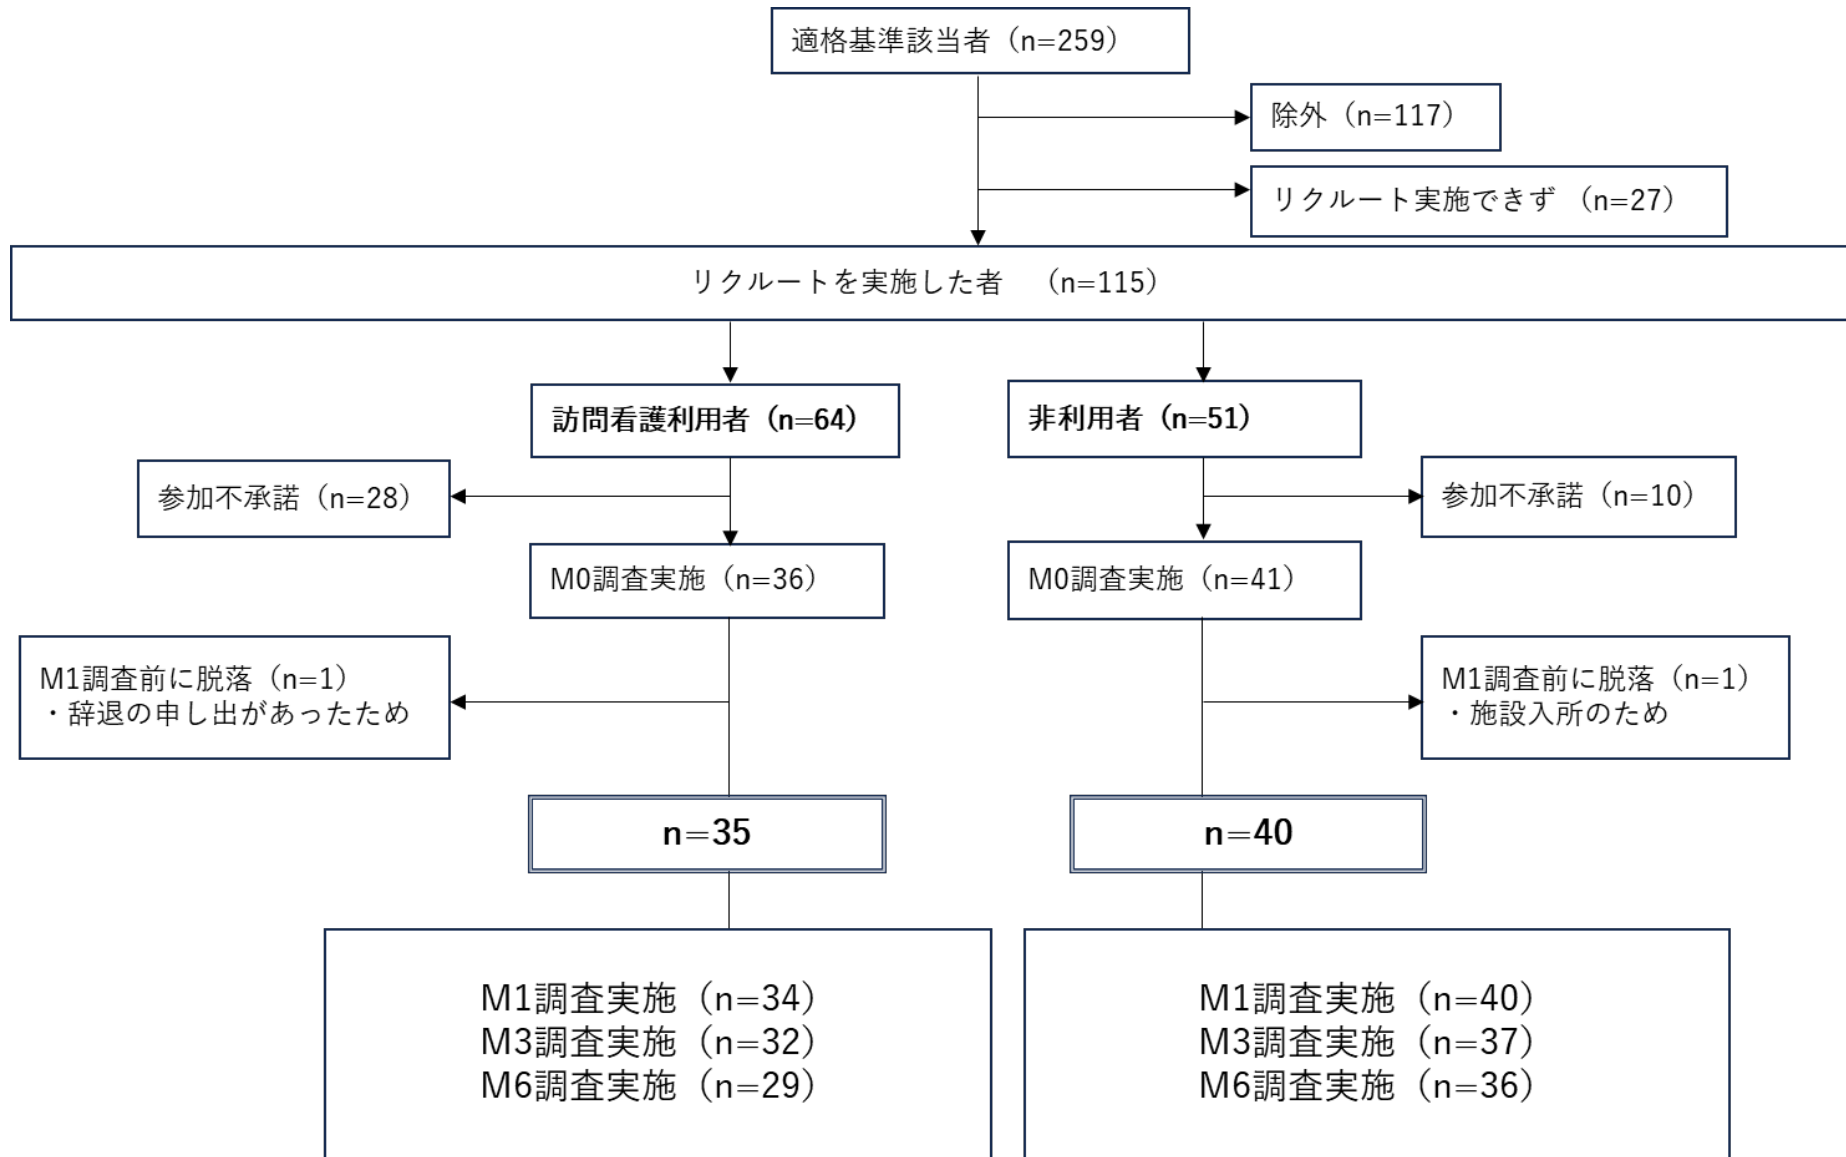 適格基準該当者（n=259）
除外（n=117）
リクルート実施できず （n=27）
リクルートを実施した者　（n=115）
訪問看護利用者（n=64）
非利用者（n=51）
参加不承諾（n=28）
参加不承諾（n=10）
M0調査実施（n=36）
M0調査実施（n=41）
M1調査前に脱落（n=1）
・辞退の申し出があったため
M1調査前に脱落（n=1）
・施設入所のため
n=35
n=40
M1調査実施（n=34）
M3調査実施（n=32）
M6調査実施（n=29）
M1調査実施（n=40）
M3調査実施（n=37）
M6調査実施（n=36）